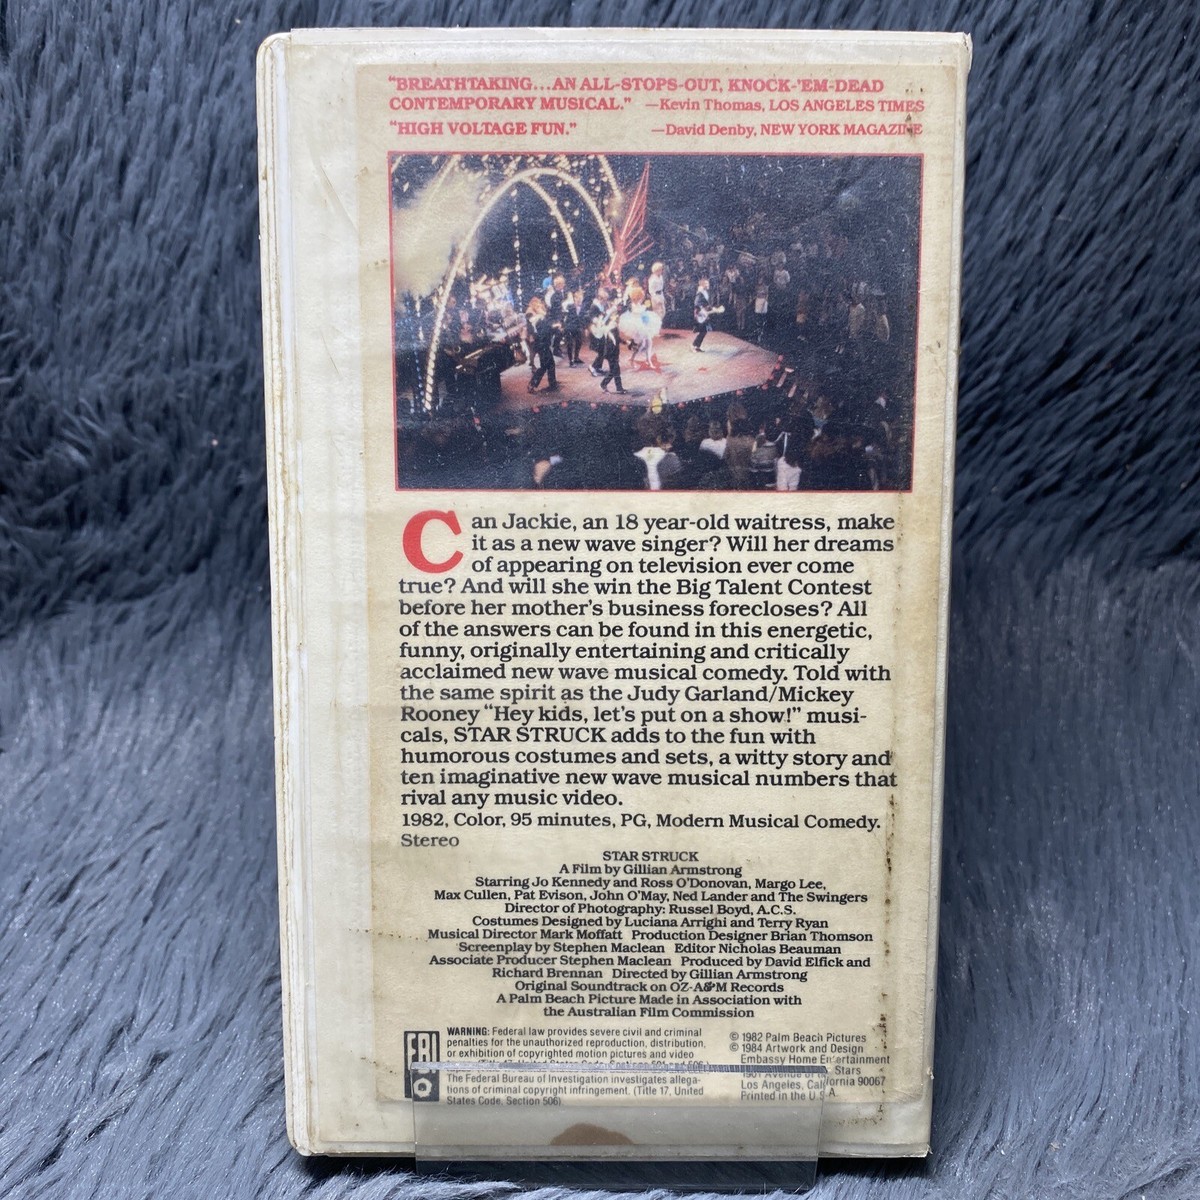 "BREATHTAKING...AN ALL-STOPS-OUT, KNOCK-'EM-DEAD
CONTEMPORARY MUSICAL." —Kevin Thomas, LOS ANGELES TIMES
"HIGH VOLTAGE FUN." —David Denby, NEW YORK MAGAZINE
Can Jackie, an 18 year-old waitress, make
it as a new wave singer? Will her dreams
of appearing on television ever come
true? And will she win the Big Talent Contest
before her mother's business forecloses? All
of the answers can be found in this energetic,
funny, originally entertaining and critically
acclaimed new wave musical comedy. Told with
the same spirit as the Judy Garland/Mickey
Rooney "Hey kids, let's put on a show!" musi-
cals, STAR STRUCK adds to the fun with
humorous costumes and sets, a witty story and
ten imaginative new wave musical numbers that
rival any music video.
1982, Color, 95 minutes, PG, Modern Musical Comedy.
Stereo
STAR STRUCK
A Film by Gillian Armstrong
Starring Jo Kennedy and Ross O'Donovan, Margo Lee,
Max Cullen, Pat Evison, John O'May, Ned Lander and The Swingers
Director of Photography: Russel Boyd, A.C.S.
Costumes Designed by Luciana Arrighi and Terry Ryan
Musical Director Mark Moffatt Production Designer Brian Thomson
Screenplay by Stephen Maclean Editor Nicholas Beauman
Associate Producer Stephen Maclean Produced by David Elfick and
Richard Brennan Directed by Gillian Armstrong
Original Soundtrack on OZ-A&M Records
A Palm Beach Picture Made in Association with
the Australian Film Commission
FBI
WARNING: Federal law provides severe civil and criminal
penalties for the unauthorized reproduction, distribution,
or exhibition of copyrighted motion pictures and video
The Federal Bureau of Investigation investigates allega-
tions of criminal copyright infringement. (Title 17, United
States Code, Section 506)
© 1982 Palm Beach Pictures
© 1984 Artwork and Design
Embassy Home Entertainment
1901 Avenue of Stars
Los Angeles, California 90067
Printed in the U.S.A.